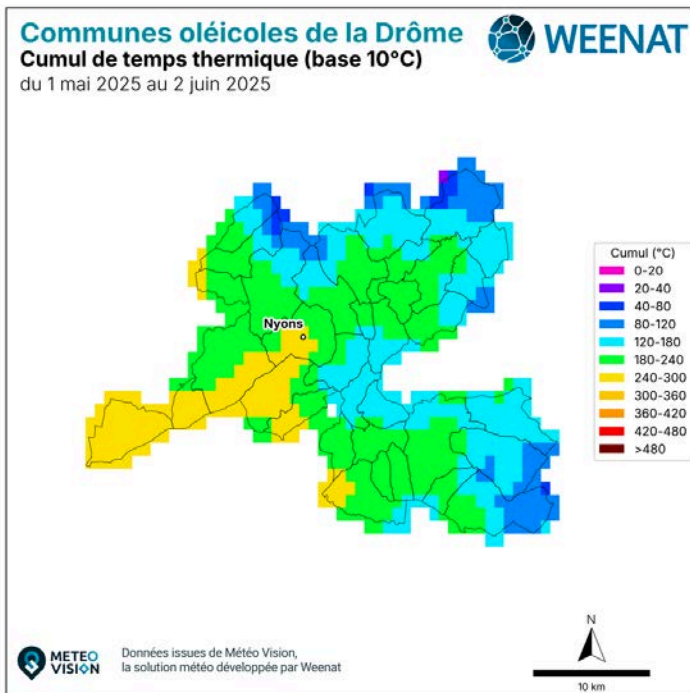 Communes oléicoles de la Drôme
WEENAT
Cumul de temps thermique (base 10°C)
du 1 mai 2025 au 2 juin 2025
Cumul (°C)
0-20
20-40
40-80
80-120
120-180
180-240
240-300
300-360
360-420
420-480
>480
Nyons
METEO
VISION
Données issues de Météo Vision,
la solution météo développée par Weenat
N
10 km